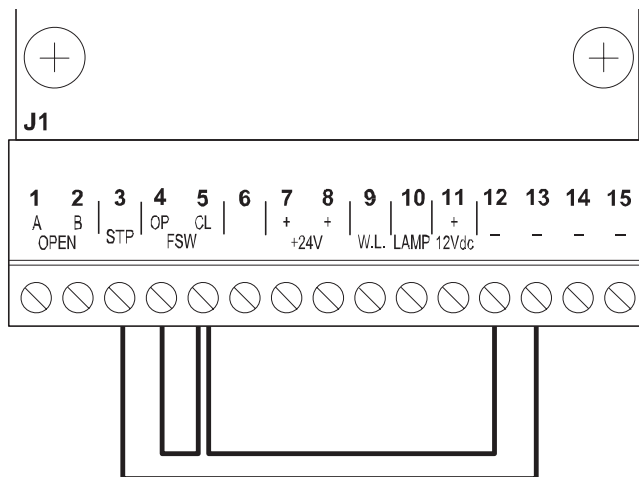 J1
1 2 3 4 5 6 7 8 9 10 11 12 13 14 15
A B STP OP CL + + W.L. LAMP + – – – –
OPEN FSW +24V 12Vdc